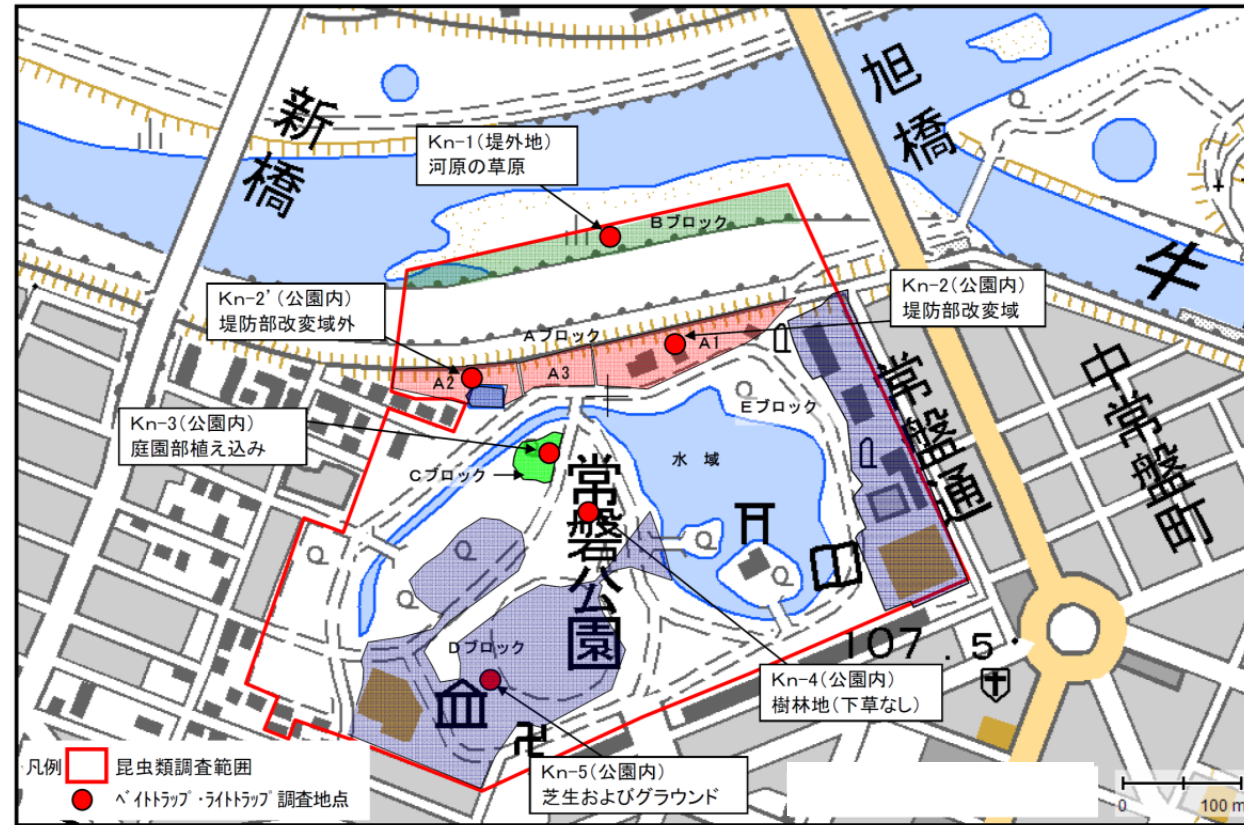 新橋
旭橋
Kn-1(堤外地)
河原の草原
Bブロック
牛
Kn-2'(公園内)
堤防部改変域外
Kn-2(公園内)
堤防部改変域
Aブロック
A1
A2
A3
Kn-3(公園内)
庭園部植え込み
Eブロック
水 域
Cブロック
常盤公園
常盤通
中常盤町
107.5
Dブロック
Kn-4(公園内)
樹林地(下草なし)
Kn-5(公園内)
芝生およびグラウンド
凡例
昆虫類調査範囲
ベイトトラップ・ライトトラップ 調査地点
0 100 m